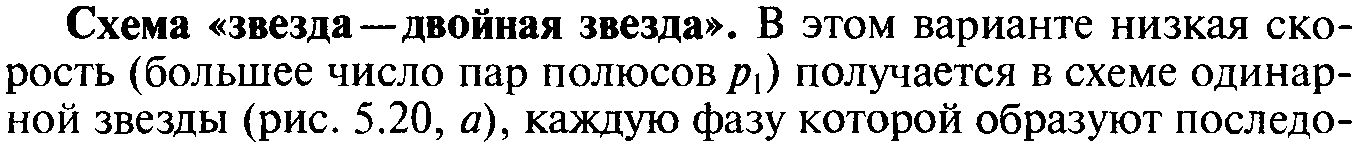 Схема «звезда — двойная звезда». В этом варианте низкая ско-
рость (большее число пар полюсов p₁) получается в схеме одинар-
ной звезды (рис. 5.20, а), каждую фазу которой образуют последо-